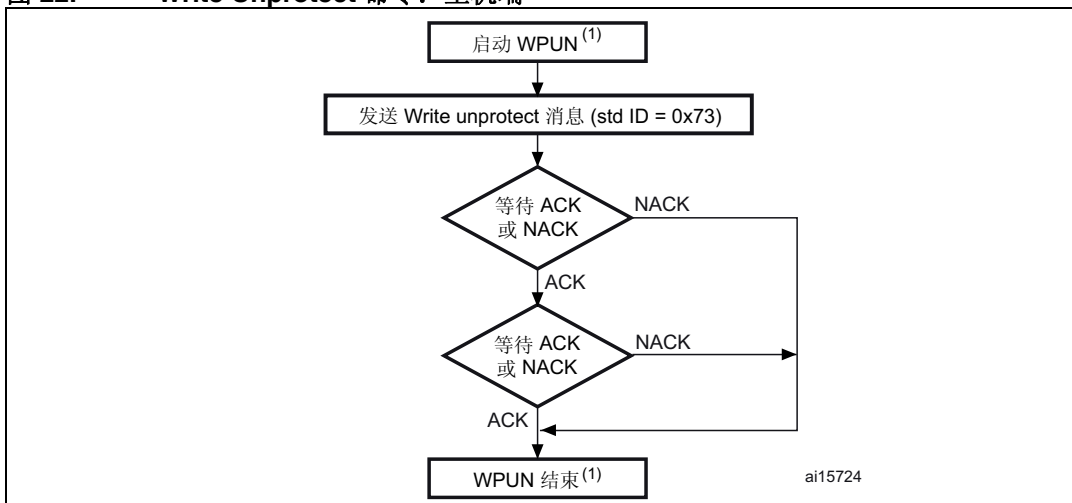 图 22. Write Unprotect 命令：主机端
启动 WPUN(1)
发送 Write unprotect 消息 (std ID = 0x73)
等待 ACK
或 NACK
NACK
ACK
等待 ACK
或 NACK
NACK
ACK
WPUN 结束(1)
ai15724